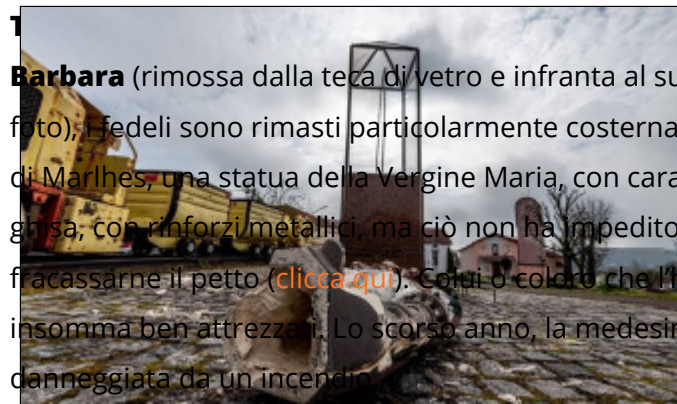 T
Barbara (rimossa dalla teca di vetro e infranta al su
foto), i fedeli sono rimasti particolarmente costerna
di Marlhes, una statua della Vergine Maria, con cara
ghisa, con rinforzi metallici, ma ciò non ha impedito
fracassarne il petto (clicca qui). Colui o coloro che l'h
insomma ben attrezzati. Lo scorso anno, la medesin
danneggiata da un incendio.